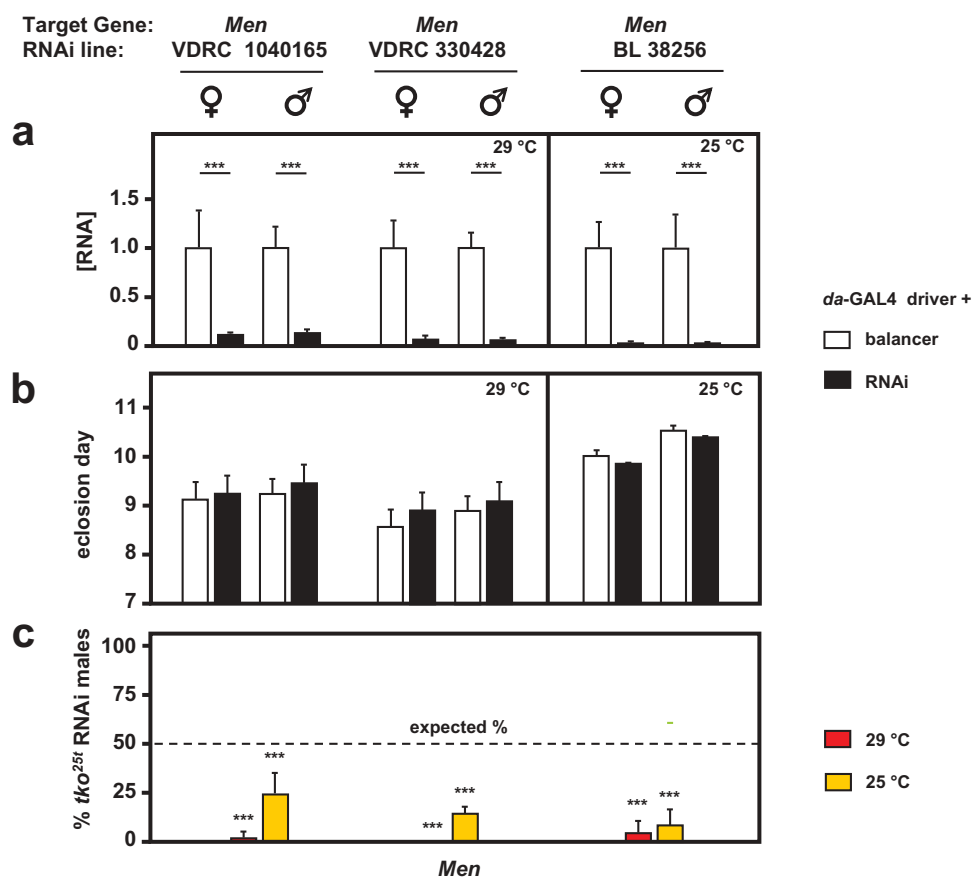 Target Gene: Men Men Men
RNAi line: VDRC 1040165 VDRC 330428 BL 38256
♀ ♂ ♀ ♂ ♀ ♂
a
29 °C 25 °C
*** *** *** *** *** ***
[RNA]
1.5
1.0
0.5
0
da-GAL4 driver +
balancer
RNAi
b
29 °C 25 °C
eclosion day
11
10
9
8
7
c
% tko25t RNAi males
100
75
50
25
0
expected %
*** *** *** *** *** ***
29 °C
25 °C
Men